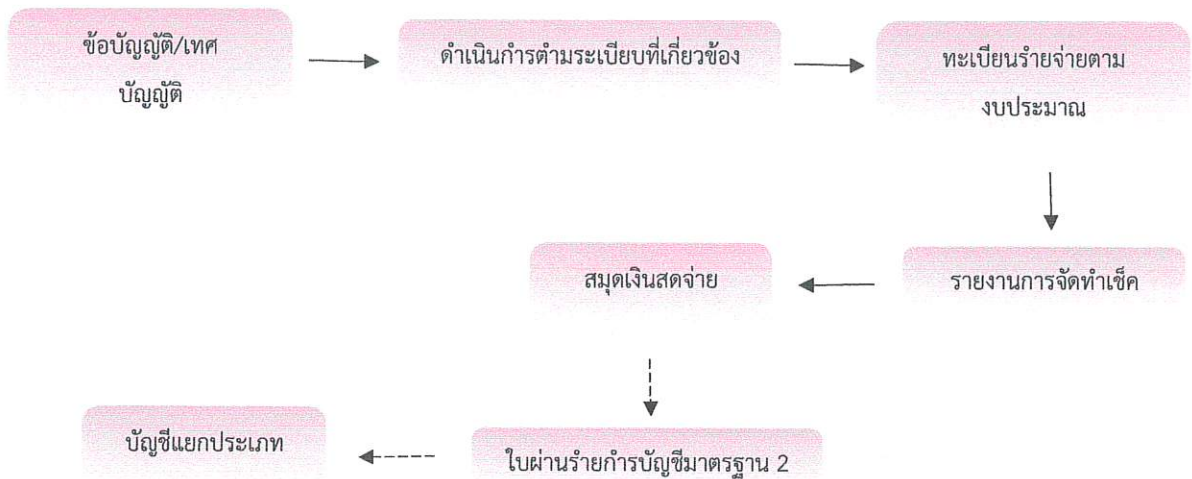 ข้อบัญญัติ/เทศ
บัญญัติ
ดำเนินกำรตำมระเบียบที่เกี่ยวข้อง
ทะเบียนรำยจ่ายตาม
งบประมาณ
รายงานการจัดทำเช็ค
สมุดเงินสดจ่าย
ใบผ่านรำยกำรบัญชีมาตรฐาน 2
บัญชีแยกประเภท